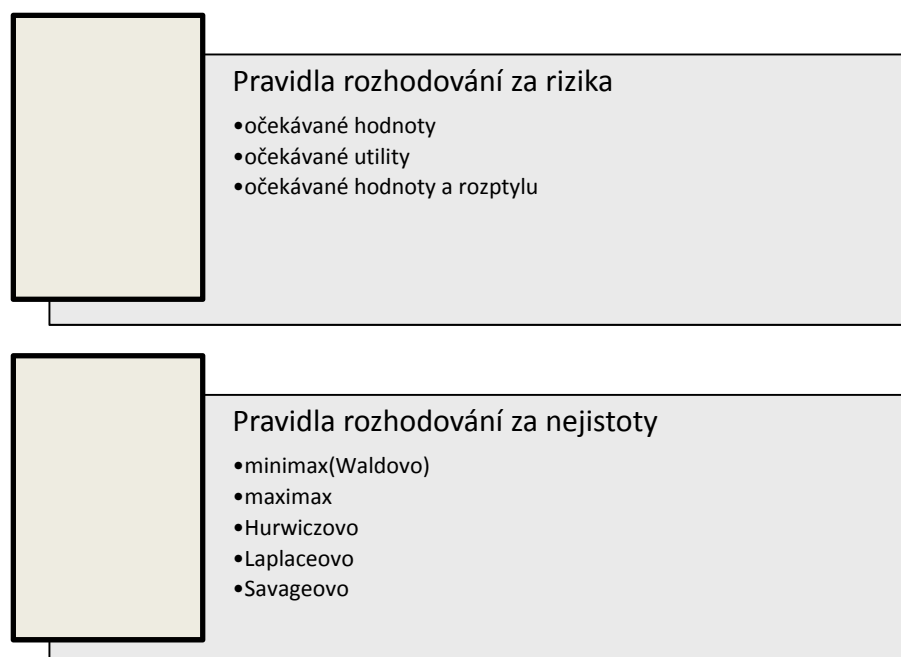 Pravidla rozhodování za rizika
•očekávané hodnoty
•očekávané utility
•očekávané hodnoty a rozptylu
Pravidla rozhodování za nejistoty
•minimax(Waldovo)
•maximax
•Hurwiczovo
•Laplaceovo
•Savageovo